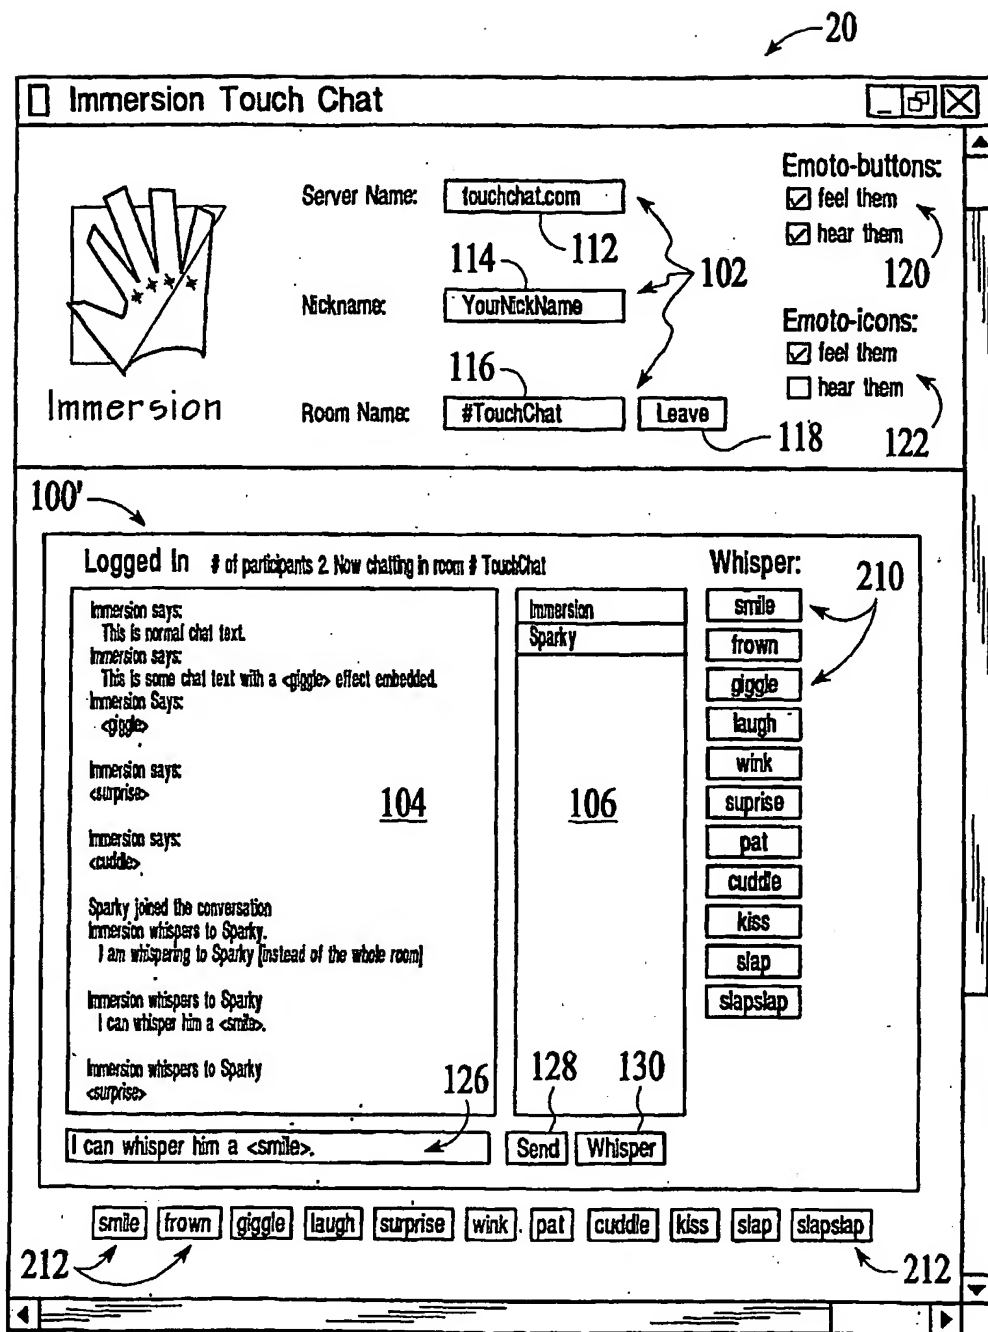 20
Immersion Touch Chat
Emoto-buttons:
feel them
hear them
120
Server Name: touchchat.com
112
114
102
Nickname: YourNickName
Emoto-icons:
feel them
hear them
122
116
Immersion
Room Name: #TouchChat Leave
118
100'
Logged In # of participants 2. Now chatting in room # TouchChat
Whisper:
210
Immersion says:
This is normal chat text.
Immersion says:
This is some chat text with a <giggle> effect embedded.
Immersion Says:
<giggle>
Immersion says:
<surprise>
Immersion says:
<cuddle>
Sparky joined the conversation
Immersion whispers to Sparky.
I am whispering to Sparky [instead of the whole room]
Immersion whispers to Sparky
I can whisper him a <smile>.
Immersion whispers to Sparky
<surprise>
104
Immersion
Sparky
106
smile
frown
giggle
laugh
wink
suprise
pat
cuddle
kiss
slap
slapslap
126
128
130
I can whisper him a <smile>.
Send Whisper
smile frown giggle laugh surprise wink pat cuddle kiss slap slapslap
212
212